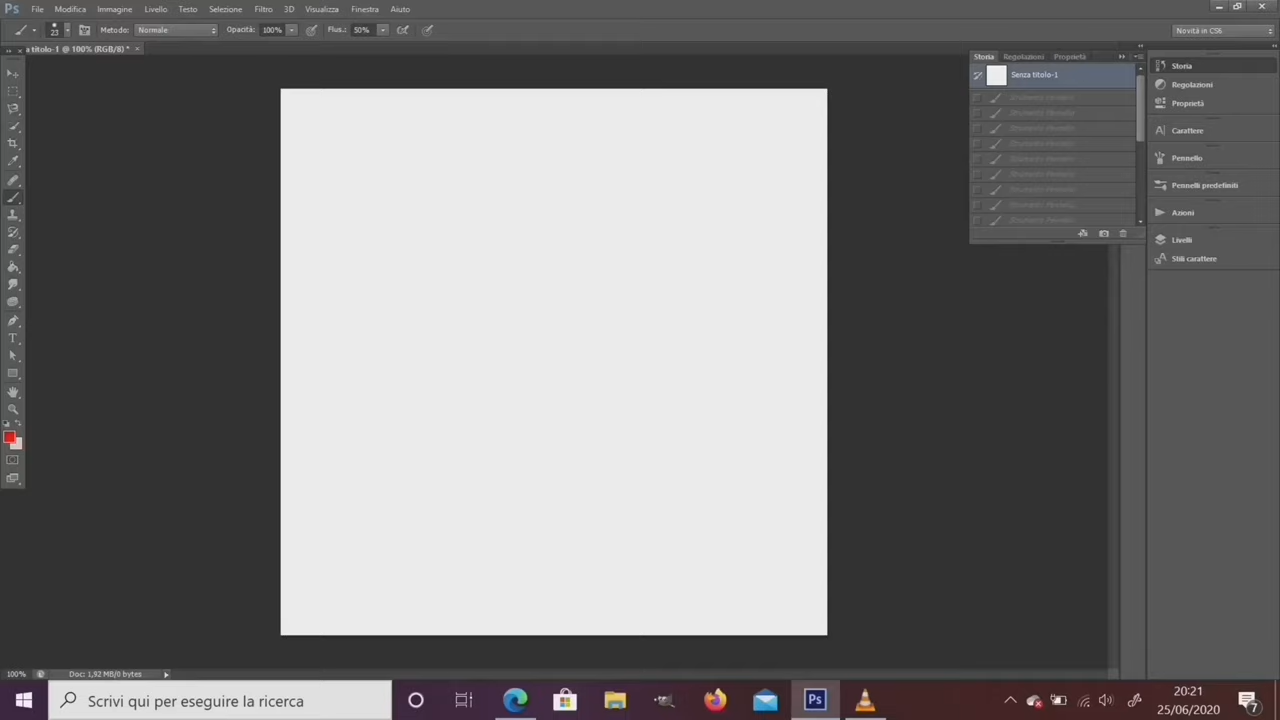 Ps File Modifica Immagine Livello Testo Selezione Filtro 3D Visualizza Finestra Aiuto
23 Metodo: Normale Opacità: 100% Flus.: 50% Novità in CS6
a titolo-1 @ 100% (RGB/8) * ×
Storia Regolazioni Proprietà
Senza titolo-1
Storia
Regolazioni
Proprietà
Carattere
Pennello
Pennelli predefiniti
Azioni
Livelli
Stili carattere
100% Doc: 1,92 MB/0 bytes
Scrivi qui per eseguire la ricerca
Ps
20:21
25/06/2020
7